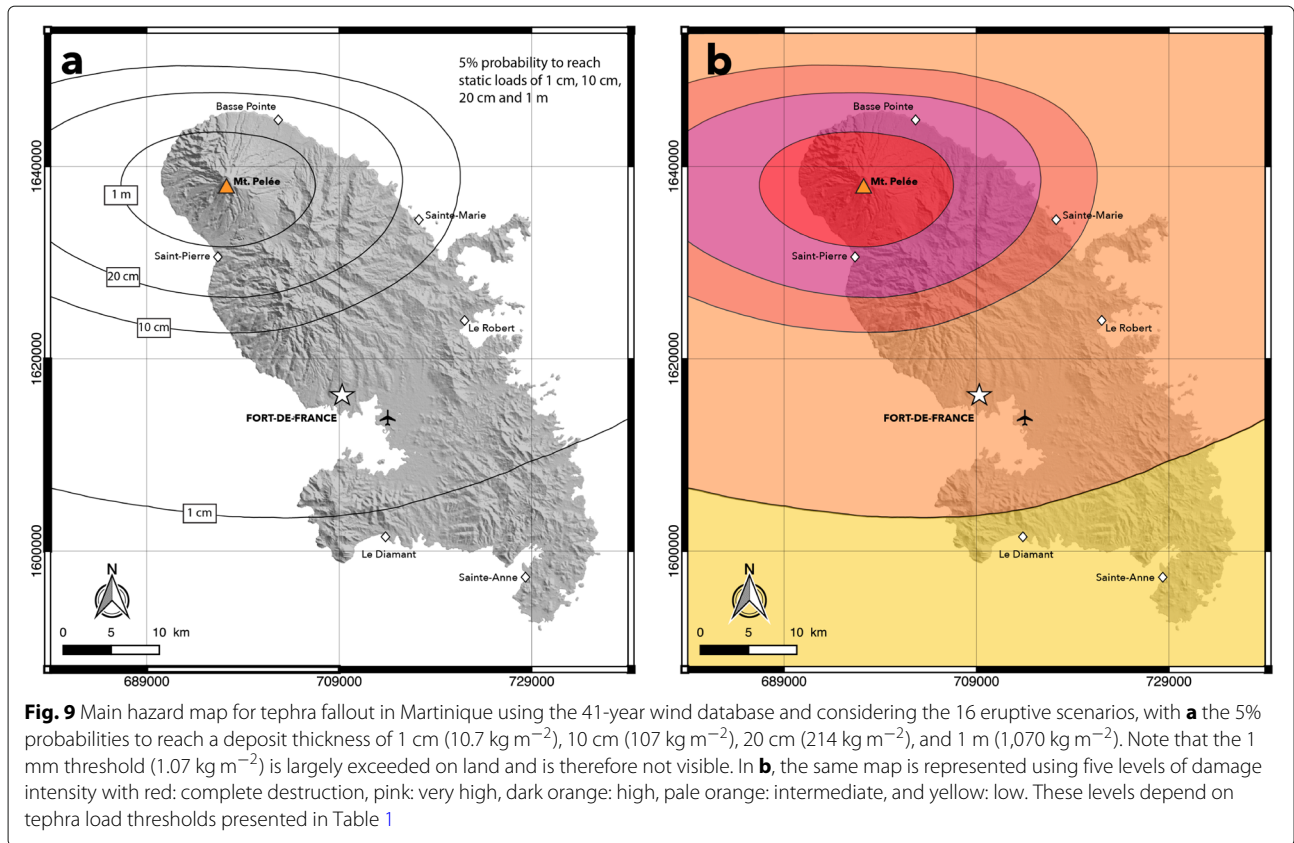 a
5% probability to reach
static loads of 1 cm, 10 cm,
20 cm and 1 m
Basse Pointe
1640000
Mt. Pelée
1 m
Sainte-Marie
Saint-Pierre
20 cm
10 cm
Le Robert
1620000
FORT-DE-FRANCE
1 cm
1600000
Le Diamant
Sainte-Anne
N
0 5 10 km
689000 709000 729000
b
Basse Pointe
1640000
Mt. Pelée
Sainte-Marie
Saint-Pierre
Le Robert
1620000
FORT-DE-FRANCE
1600000
Le Diamant
Sainte-Anne
N
0 5 10 km
689000 709000 729000
Fig. 9 Main hazard map for tephra fallout in Martinique using the 41-year wind database and considering the 16 eruptive scenarios, with a the 5%
probabilities to reach a deposit thickness of 1 cm (10.7 kg m−2), 10 cm (107 kg m−2), 20 cm (214 kg m−2), and 1 m (1,070 kg m−2). Note that the 1
mm threshold (1.07 kg m−2) is largely exceeded on land and is therefore not visible. In b, the same map is represented using five levels of damage
intensity with red: complete destruction, pink: very high, dark orange: high, pale orange: intermediate, and yellow: low. These levels depend on
tephra load thresholds presented in Table 1